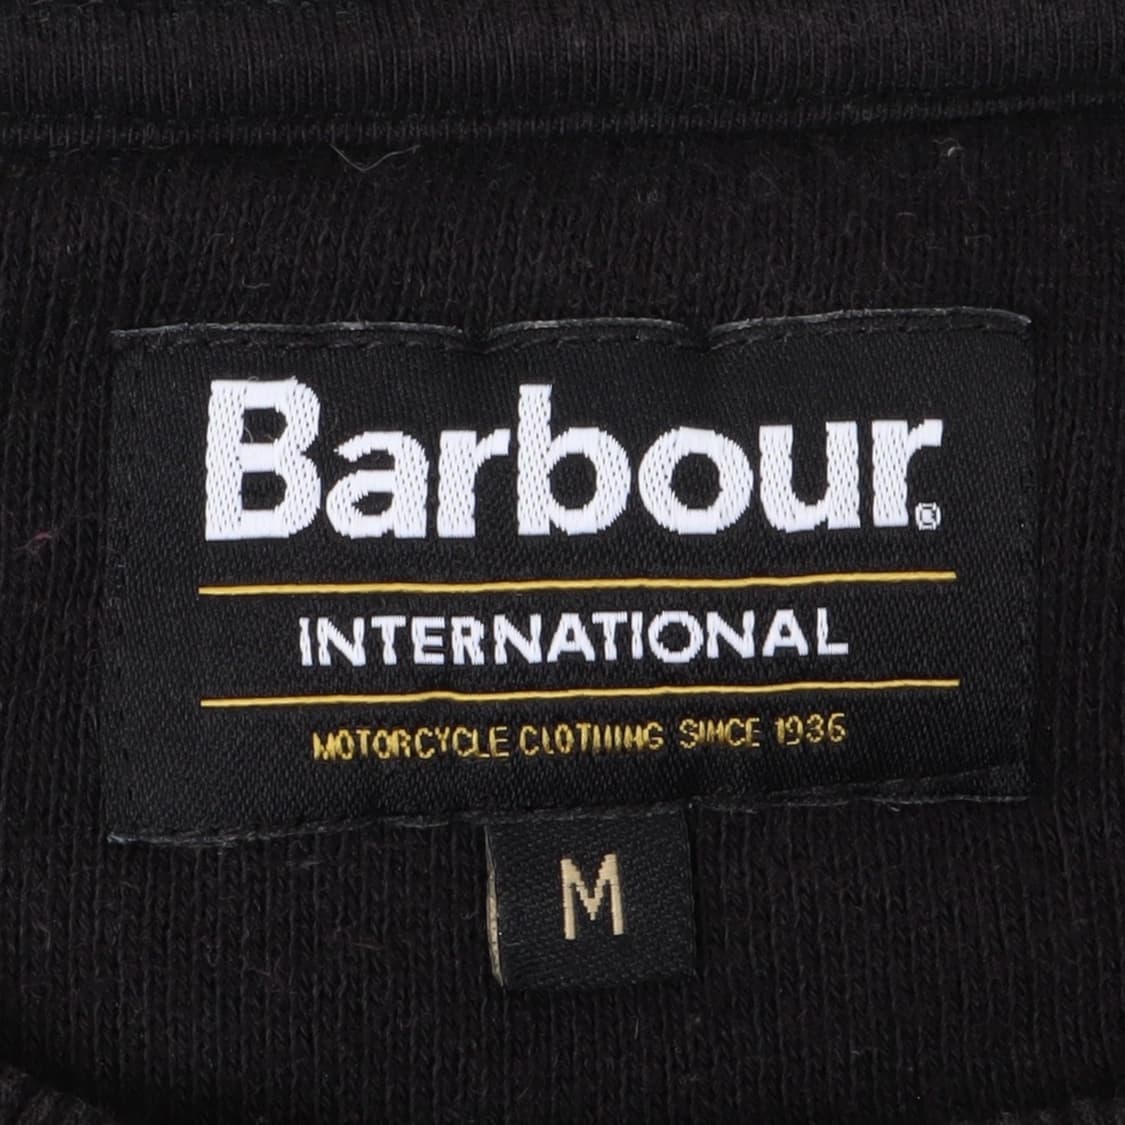 Barbour®
INTERNATIONAL
MOTORCYCLE CLOTHING SINCE 1936
M